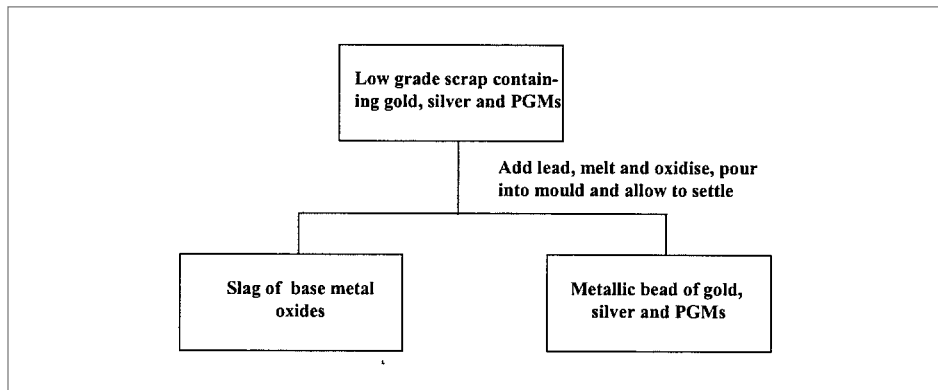 Low grade scrap contain-
ing gold, silver and PGMs
Add lead, melt and oxidise, pour
into mould and allow to settle
Slag of base metal
oxides
Metallic bead of gold,
silver and PGMs